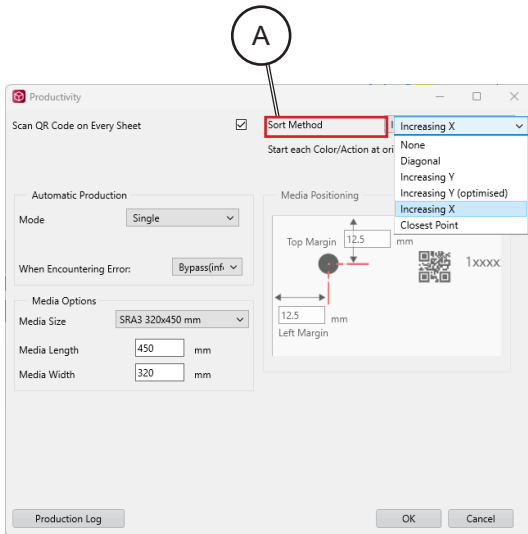 A
Productivity
Scan QR Code on Every Sheet
Sort Method
Increasing X
Start each Color/Action at ori
None
Diagonal
Increasing Y
Increasing Y (optimised)
Increasing X
Closest Point
Automatic Production
Mode
Single
When Encountering Error:
Bypass(inf
Media Options
Media Size
SRA3 320x450 mm
Media Length
450
mm
Media Width
320
mm
Media Positioning
Top Margin
12.5
mm
1xxxx
12.5
mm
Left Margin
Production Log
OK
Cancel